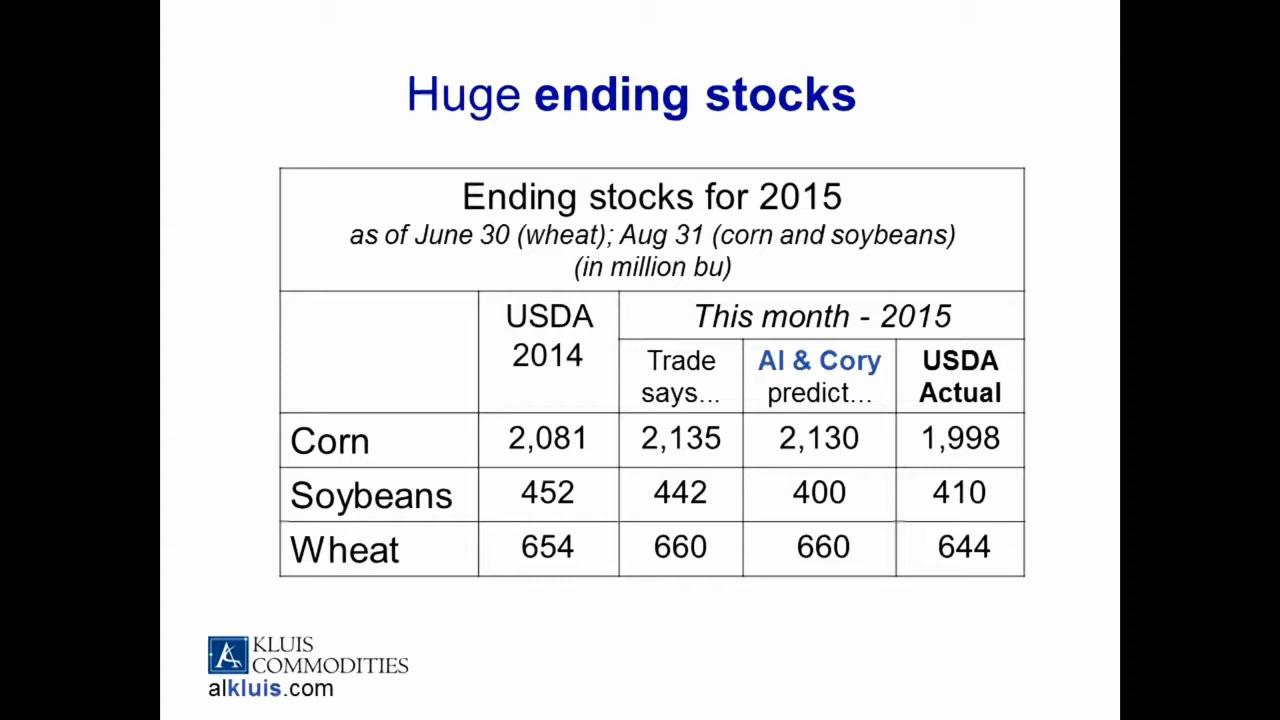 Huge ending stocks
Ending stocks for 2015
as of June 30 (wheat); Aug 31 (corn and soybeans)
(in million bu)
USDA 2014
This month - 2015
Trade says...
Al & Cory predict...
USDA Actual
Corn 2,081 2,135 2,130 1,998
Soybeans 452 442 400 410
Wheat 654 660 660 644
KLUIS
COMMODITIES
alkluis.com